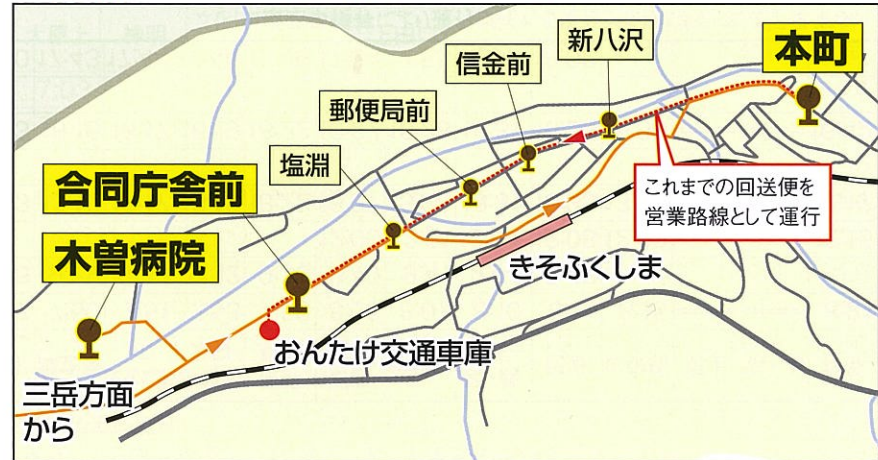 本町
新八沢
信金前
郵便局前
塩淵
合同庁舎前
木曽病院
これまでの回送便を
営業路線として運行
きそふくしま
おんたけ交通車庫
三岳方面
から